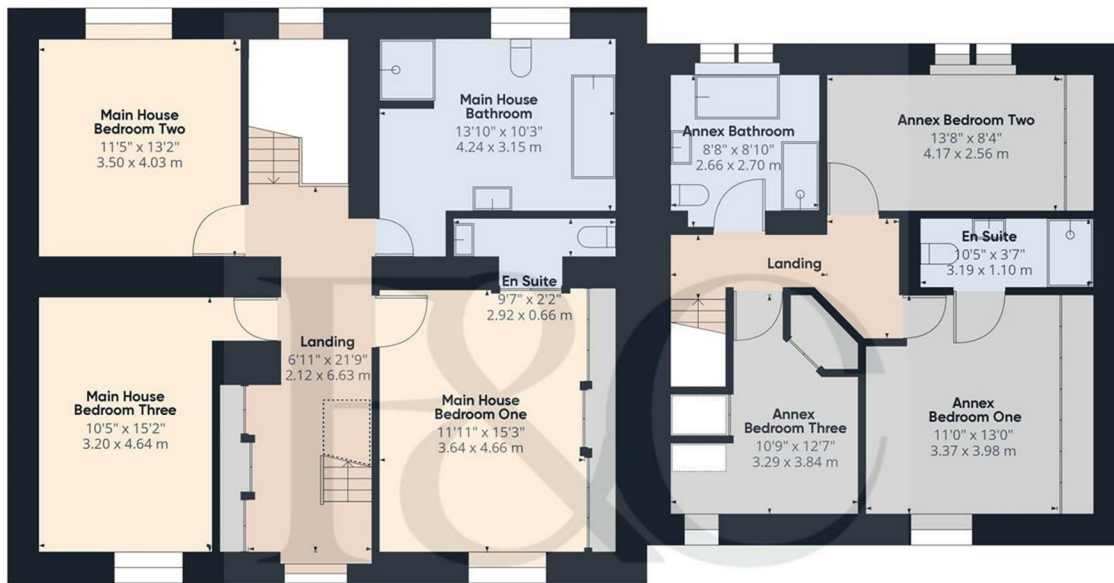 Main House
Bedroom Two
11'5" x 13'2"
3.50 x 4.03 m
Main House
Bathroom
13'10" x 10'3"
4.24 x 3.15 m
Annex Bathroom
8'8" x 8'10"
2.66 x 2.70 m
Annex Bedroom Two
13'8" x 8'4"
4.17 x 2.56 m
En Suite
10'5" x 3'7"
3.19 x 1.10 m
Landing
En Suite
9'7" x 2'2"
2.92 x 0.66 m
Landing
6'11" x 21'9"
2.12 x 6.63 m
Main House
Bedroom Three
10'5" x 15'2"
3.20 x 4.64 m
Main House
Bedroom One
11'11" x 15'3"
3.64 x 4.66 m
Annex
Bedroom Three
10'9" x 12'7"
3.29 x 3.84 m
Annex
Bedroom One
11'0" x 13'0"
3.37 x 3.98 m
F&C